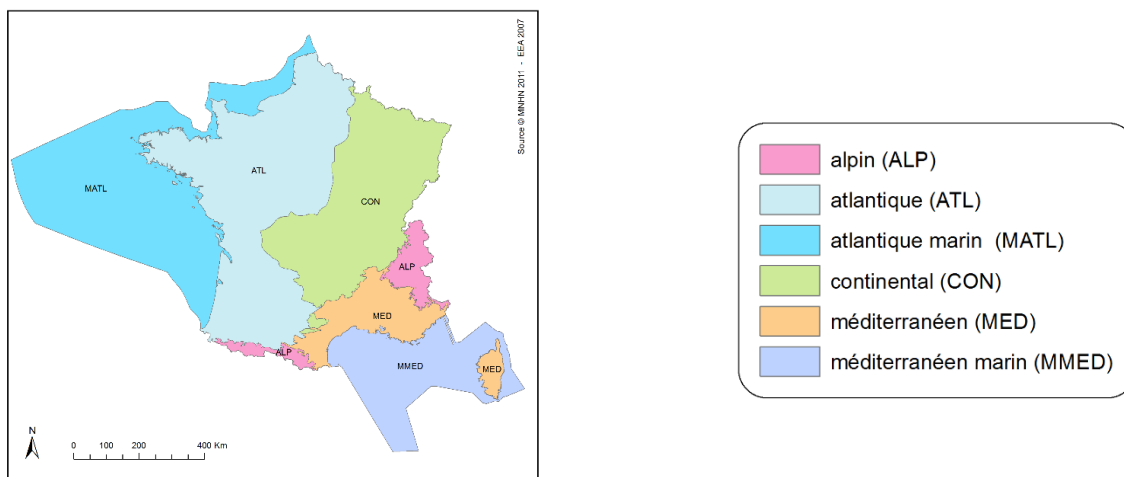 Source © MNHN 2011 - EEA 2007
MATL
ATL
CON
ALP
MED
ALP
MMED
MED
N
0 100 200 400 Km
alpin (ALP)
atlantique (ATL)
atlantique marin (MATL)
continental (CON)
méditerranéen (MED)
méditerranéen marin (MMED)